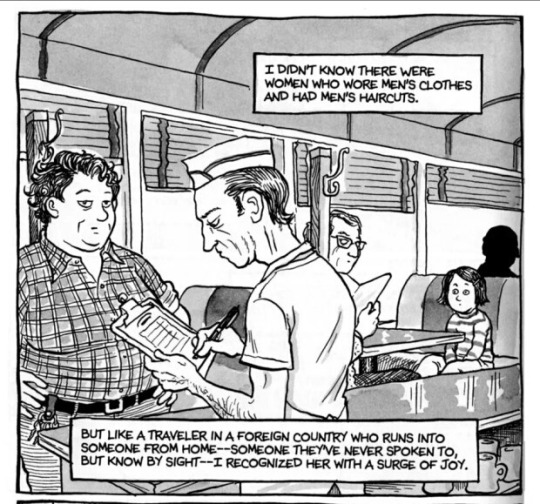 I DIDN'T KNOW THERE WERE
WOMEN WHO WORE MEN'S CLOTHES
AND HAD MEN'S HAIRCUTS.
BUT LIKE A TRAVELER IN A FOREIGN COUNTRY WHO RUNS INTO
SOMEONE FROM HOME--SOMEONE THEY'VE NEVER SPOKEN TO,
BUT KNOW BY SIGHT--I RECOGNIZED HER WITH A SURGE OF JOY.